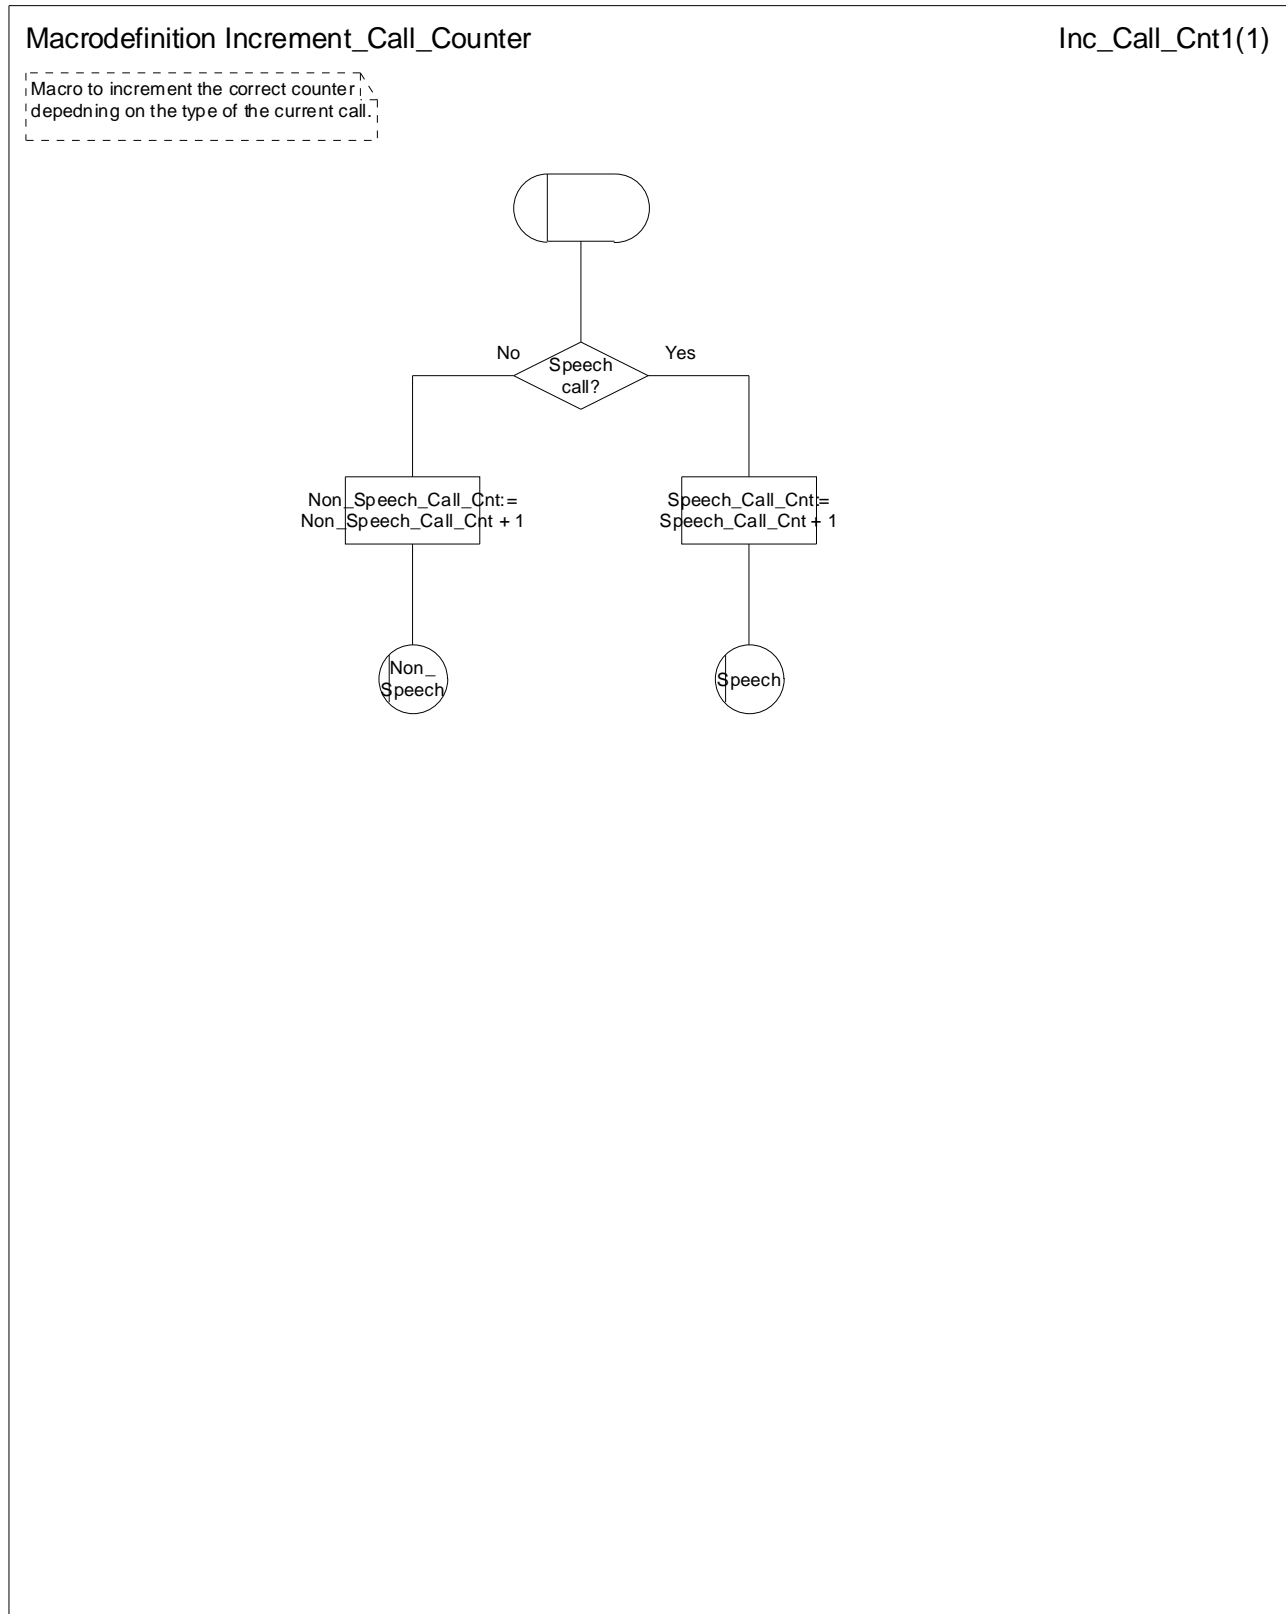 Macrodefinition Increment_Call_Counter
Inc_Call_Cnt1(1)
Macro to increment the correct counter
depedning on the type of the current call.
No
Speech
call?
Yes
Non_Speech_Call_Cnt:=
Non_Speech_Call_Cnt + 1
Speech_Call_Cnt:=
Speech_Call_Cnt + 1
Non_
Speech
Speech